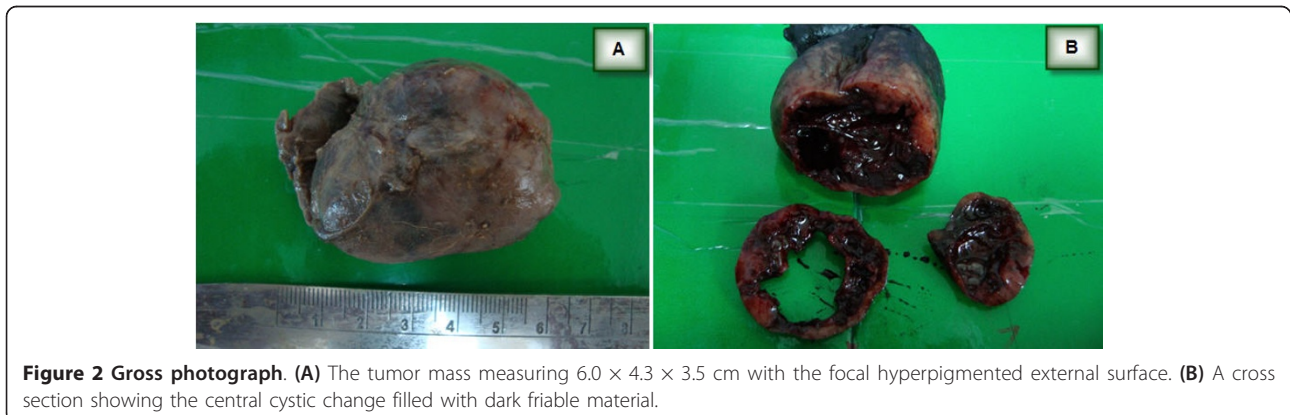 A
B
1 2 3 4 5 6 7 8
Figure 2 Gross photograph. (A) The tumor mass measuring 6.0 × 4.3 × 3.5 cm with the focal hyperpigmented external surface. (B) A cross
section showing the central cystic change filled with dark friable material.